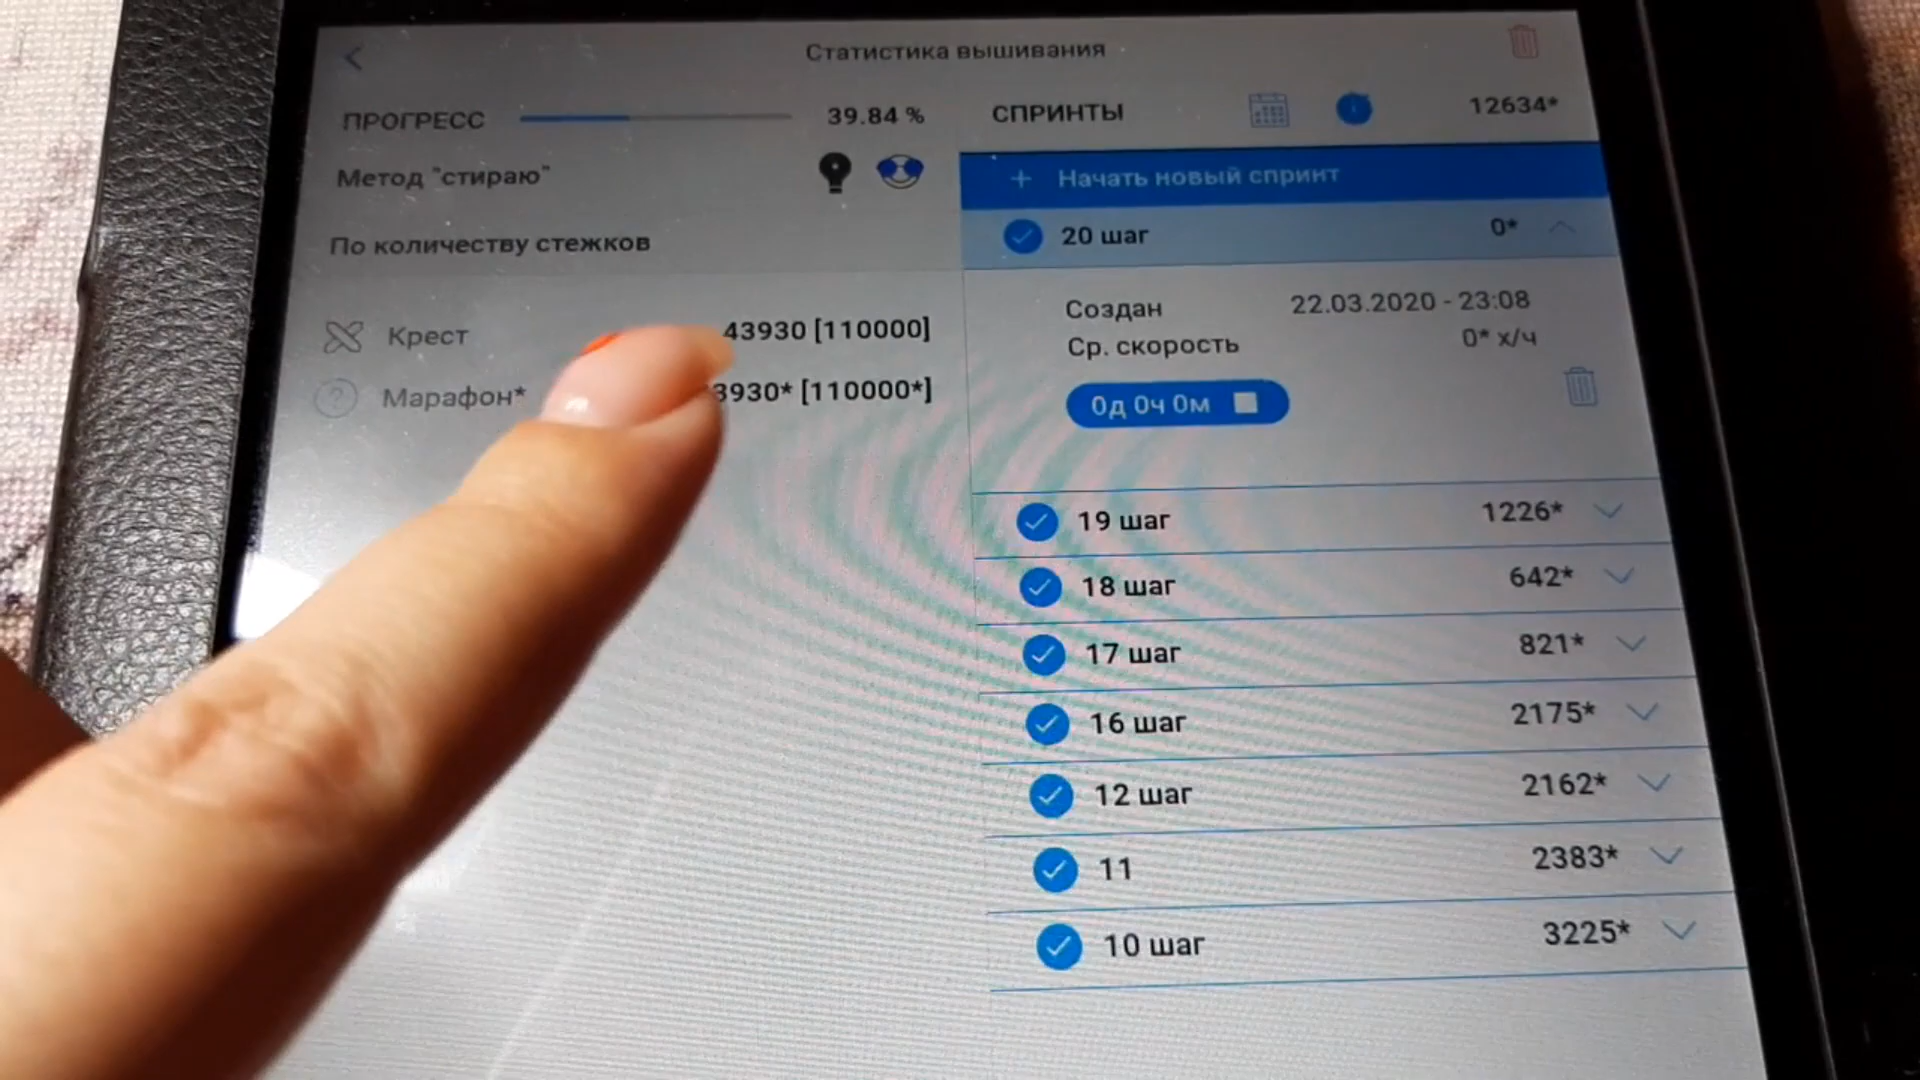 Статистика вышивания
ПРОГРЕСС 39.84 %
Метод "стираю"
По количеству стежков
Крест 43930 [110000]
Марафон* 3930* [110000*]
СПРИНТЫ 12634*
+ Начать новый спринт
20 шаг 0*
Создан 22.03.2020 - 23:08
Ср. скорость 0* х/ч
0д 0ч 0м
19 шаг 1226*
18 шаг 642*
17 шаг 821*
16 шаг 2175*
12 шаг 2162*
11 2383*
10 шаг 3225*